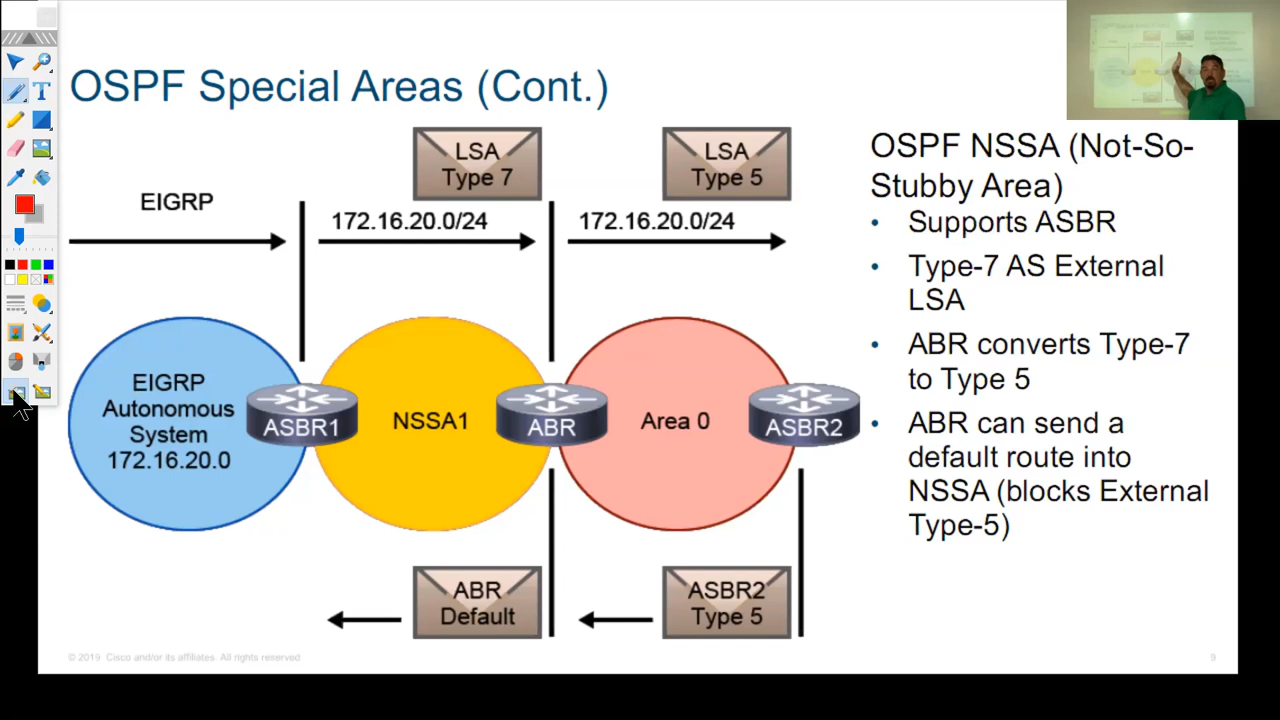 OSPF Special Areas (Cont.)
LSA
Type 7
LSA
Type 5
EIGRP
172.16.20.0/24
172.16.20.0/24
EIGRP
Autonomous
System
172.16.20.0
ASBR1
NSSA1
ABR
Area 0
ASBR2
ABR
Default
ASBR2
Type 5
OSPF NSSA (Not-So-
Stubby Area)
• Supports ASBR
• Type-7 AS External
LSA
• ABR converts Type-7
to Type 5
• ABR can send a
default route into
NSSA (blocks External
Type-5)
© 2019 Cisco and/or its affiliates. All rights reserved
9
T